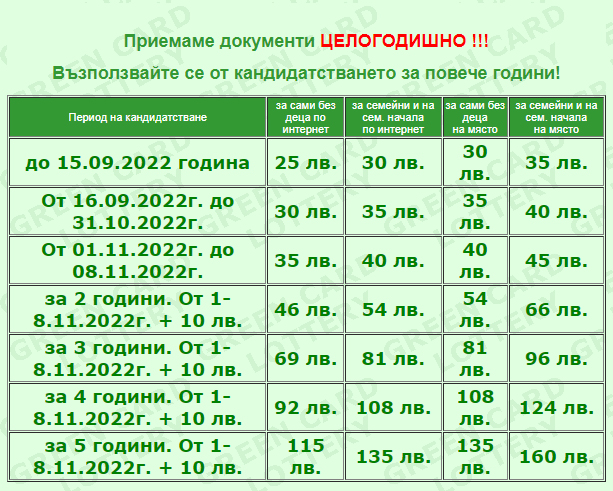 Приемаме документи ЦЕЛОГОДИШНО !!!
Възползвайте се от кандидатстването за повече години!
Период на кандидатстване
за сами без
деца по
интернет
за семейни и на
сем. начала
по интернет
за сами без
деца
на място
за семейни и на
сем. начала
на място
до 15.09.2022 година
25 лв.
30 лв.
30
лв.
35 лв.
От 16.09.2022г. до
31.10.2022г.
30 лв.
35 лв.
35
лв.
40 лв.
От 01.11.2022г. до
08.11.2022г.
35 лв.
40 лв.
40
лв.
45 лв.
за 2 години. От 1-
8.11.2022г. + 10 лв.
46 лв.
54 лв.
54
лв.
66 лв.
за 3 години. От 1-
8.11.2022г. + 10 лв.
69 лв.
81 лв.
81
лв.
96 лв.
за 4 години. От 1-
8.11.2022г. + 10 лв.
92 лв.
108 лв.
108
лв.
124 лв.
за 5 години. От 1-
8.11.2022г. + 10 лв.
115
лв.
135 лв.
135
лв.
160 лв.
GREEN CARD
LOTTERY